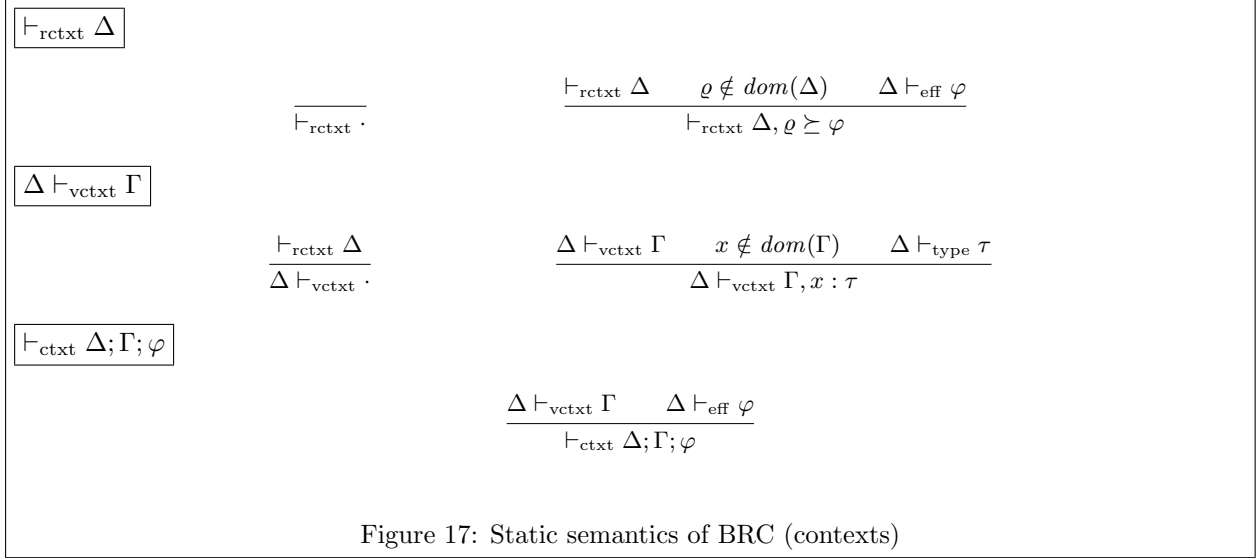 ⊢rctxt Δ
⊢rctxt Δ ϱ ∉ dom(Δ) Δ ⊢eff φ
⊢rctxt · ⊢rctxt Δ, ϱ ⪰ φ
Δ ⊢vctxt Γ
⊢rctxt Δ Δ ⊢vctxt Γ x ∉ dom(Γ) Δ ⊢type τ
Δ ⊢vctxt · Δ ⊢vctxt Γ, x : τ
⊢ctxt Δ; Γ; φ
Δ ⊢vctxt Γ Δ ⊢eff φ
⊢ctxt Δ; Γ; φ
Figure 17: Static semantics of BRC (contexts)